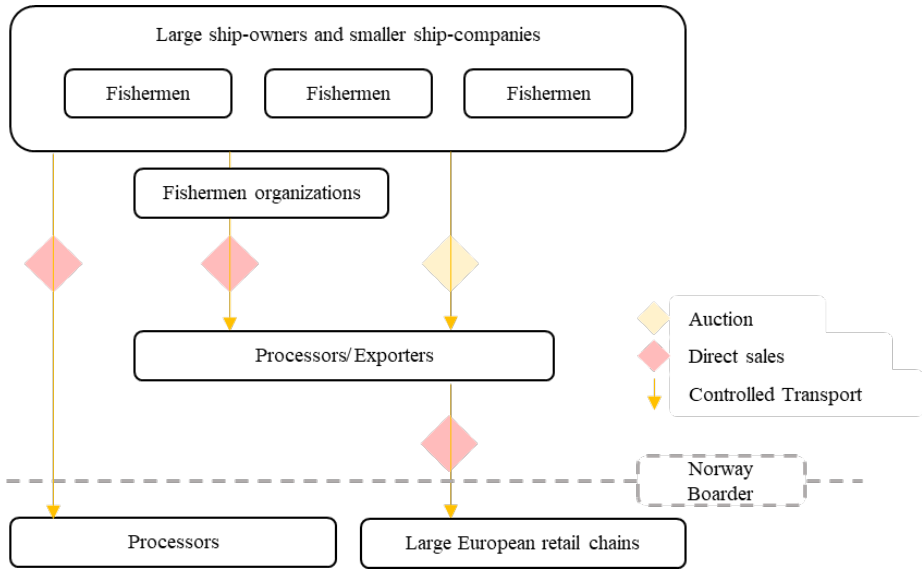 Large ship-owners and smaller ship-companies
Fishermen
Fishermen
Fishermen
Fishermen organizations
Processors/Exporters
Auction
Direct sales
Controlled Transport
Norway
Boarder
Processors
Large European retail chains